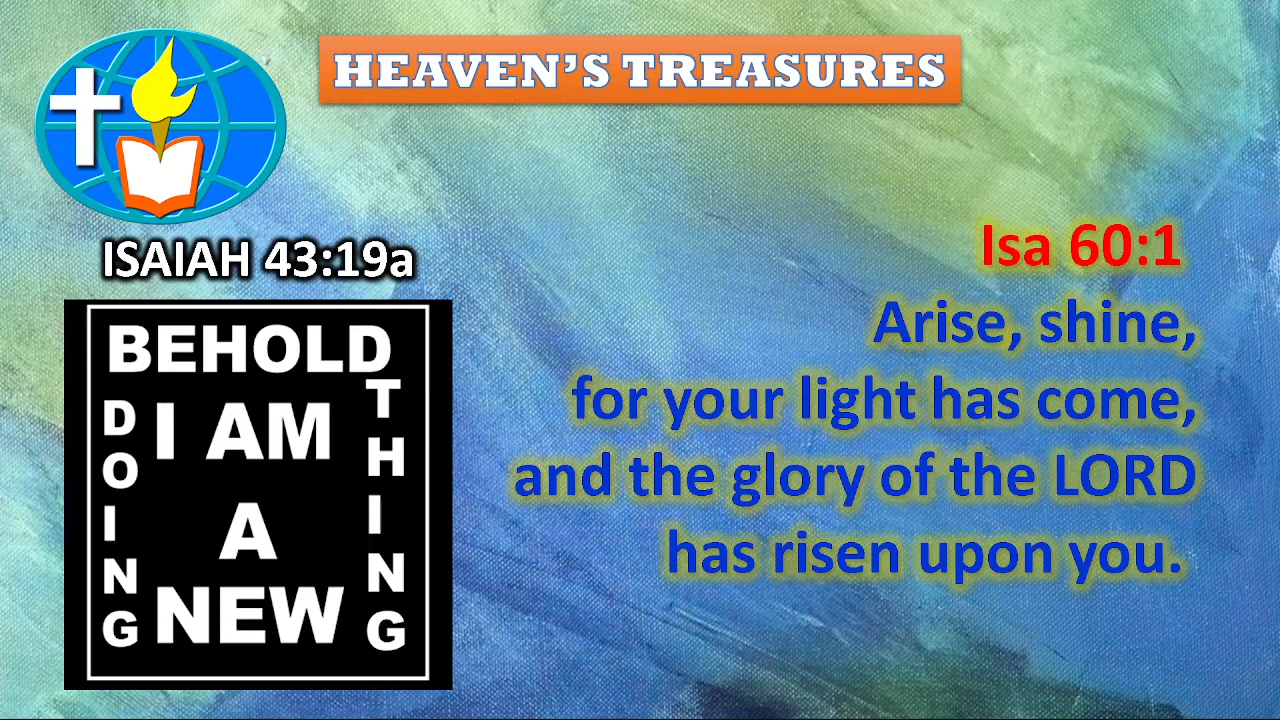 HEAVEN'S TREASURES
ISAIAH 43:19a
BEHOLD
I AM
A
NEW
DOING
THING
Isa 60:1
Arise, shine,
for your light has come,
and the glory of the LORD
has risen upon you.